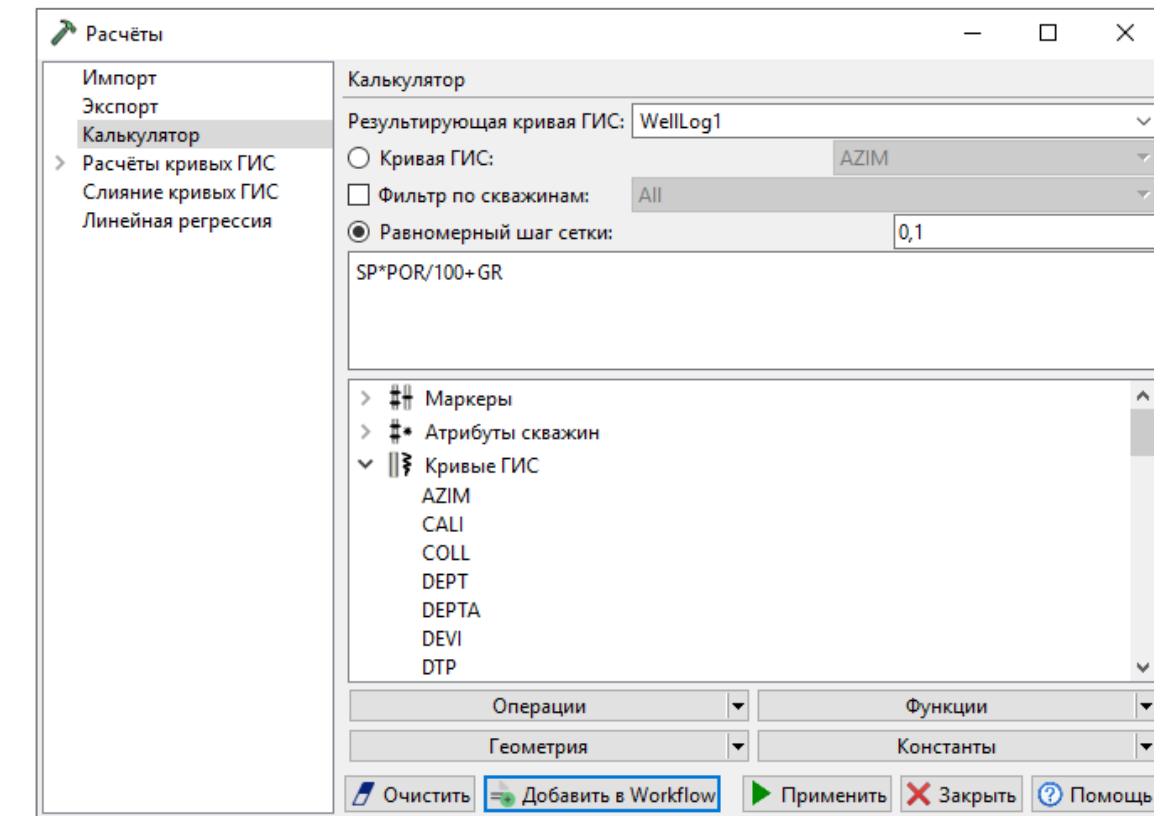 Расчёты
Импорт
Экспорт
Калькулятор
Расчёты кривых ГИС
Слияние кривых ГИС
Линейная регрессия
Калькулятор
Результирующая кривая ГИС: WellLog1
Кривая ГИС: AZIM
Фильтр по скважинам: All
Равномерный шаг сетки: 0,1
SP*POR/100+GR
Маркеры
Атрибуты скважин
Кривые ГИС
AZIM
CALI
COLL
DEPT
DEPTA
DEVI
DTP
Операции Функции
Геометрия Константы
Очистить Добавить в Workflow Применить Закрыть Помощь